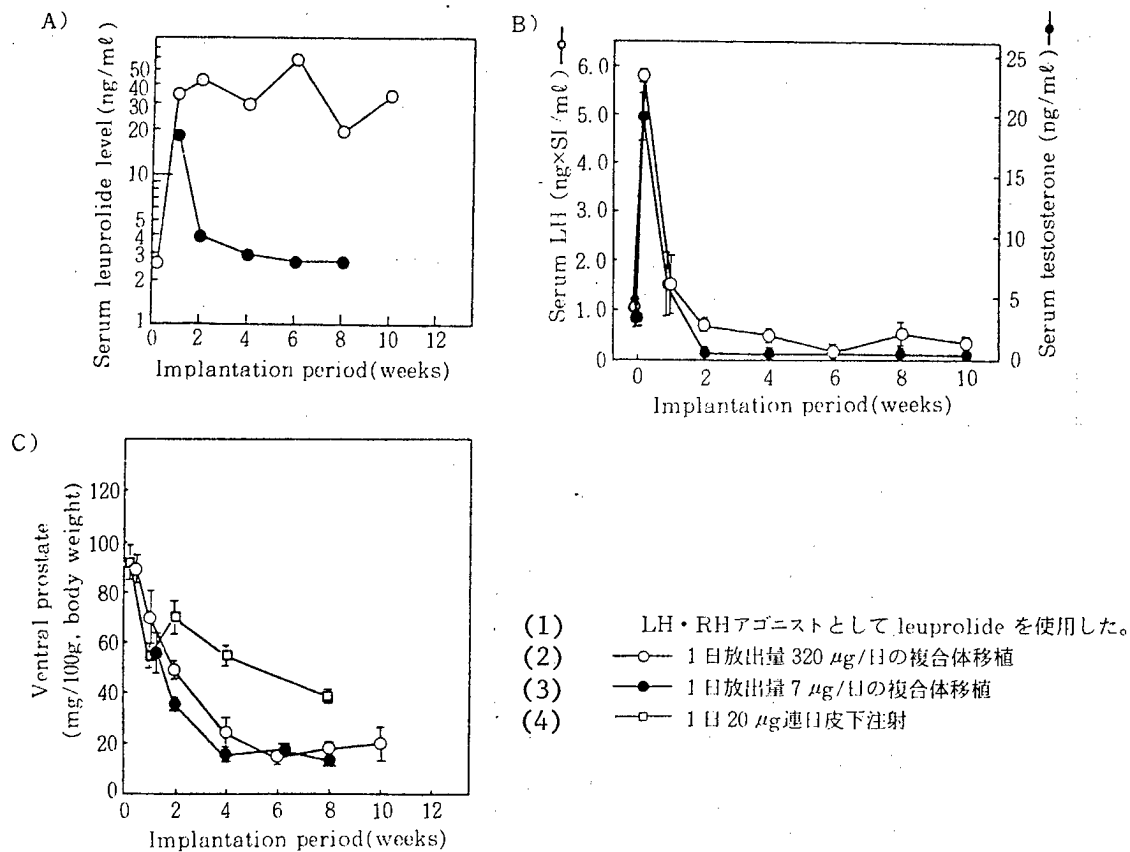 A)
Serum leuprolide level (ng/mℓ)
50
40
30
20
10
5
4
3
2
1
0 2 4 6 8 10 12
Implantation period(weeks)
B)
Serum LH (ng×SI/mℓ)
6.0
5.0
4.0
3.0
2.0
1.0
0
Serum testosterone (ng/mℓ)
25
20
15
10
5
0
0 2 4 6 8 10
Implantation period(weeks)
C)
Ventral prostate
(mg/100g, body weight)
120
100
80
60
40
20
0
0 2 4 6 8 10
Implantation period(weeks)
(1) LH・RHアゴニストとして leuprolide を使用した。
(2) 1日放出量 320 μg/日の複合体移植
(3) 1日放出量 7 μg/日の複合体移植
(4) 1日 20 μg連日皮下注射